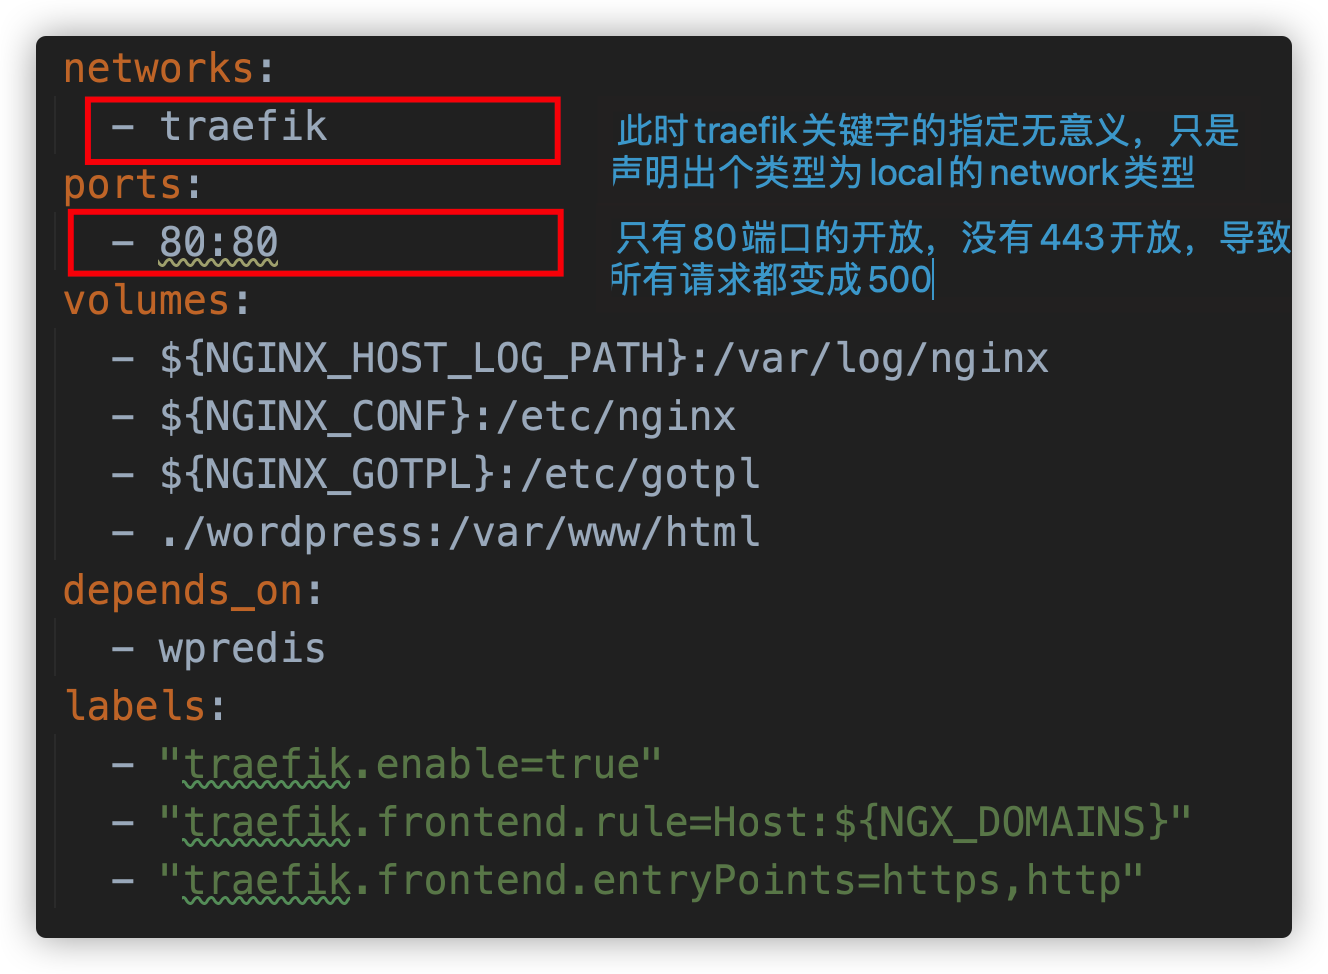 networks:
- traefik
此时traefik关键字的指定无意义，只是
声明出个类型为local的network类型
ports:
- 80:80
只有80端口的开放，没有443开放，导致
所有请求都变成500
volumes:
- ${NGINX_HOST_LOG_PATH}:/var/log/nginx
- ${NGINX_CONF}:/etc/nginx
- ${NGINX_GOTPL}:/etc/gotpl
- ./wordpress:/var/www/html
depends_on:
- wpredis
labels:
- "traefik.enable=true"
- "traefik.frontend.rule=Host:${NGX_DOMAINS}"
- "traefik.frontend.entryPoints=https,http"